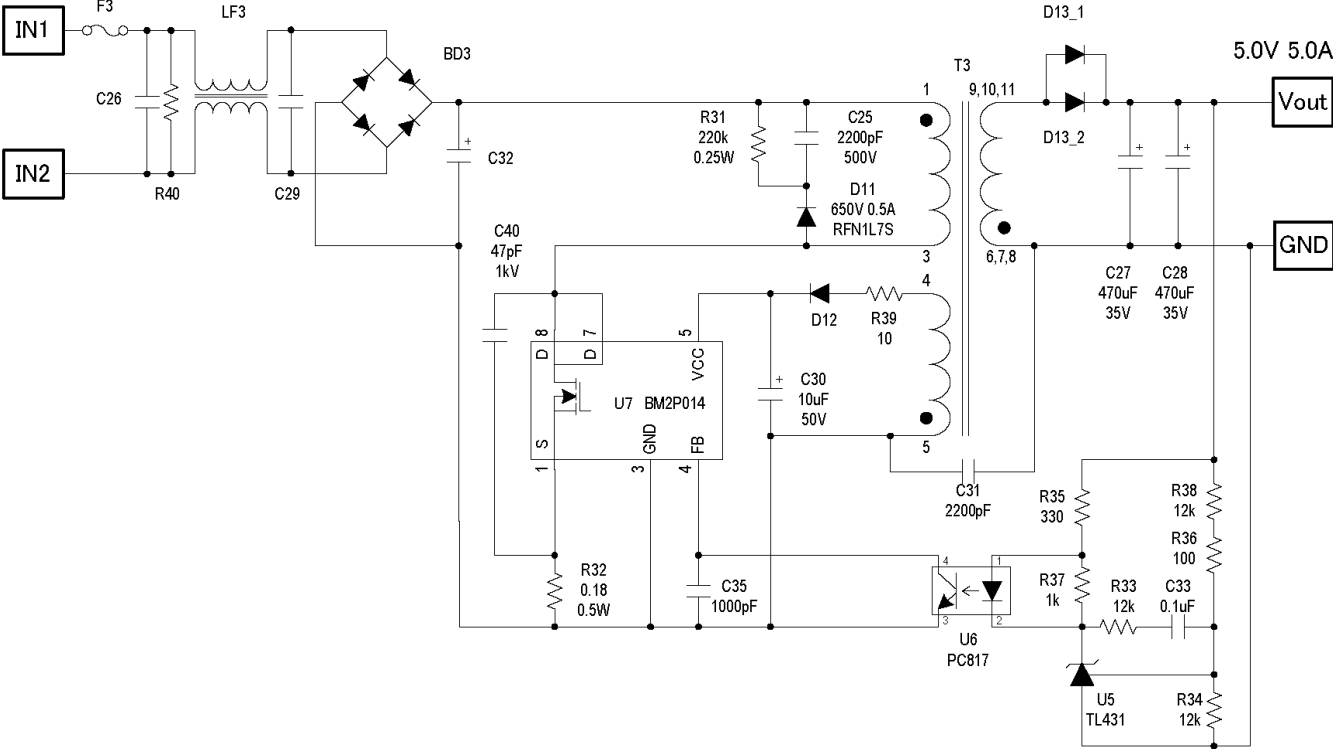 F3
LF3
D13_1
IN1
BD3
5.0V 5.0A
T3
C26
1
9,10,11
Vout
R31
220k
0.25W
C25
2200pF
500V
D13_2
C32
IN2
R40
C29
D11
650V 0.5A
RFN1L7S
C40
47pF
1kV
3
6,7,8
GND
4
C27
470uF
35V
C28
470uF
35V
D12
R39
10
8
7
5
D
D
VCC
C30
10uF
50V
U7 BM2P014
S
GND
FB
5
1
3
4
C31
2200pF
R35
330
R38
12k
R36
100
R32
0.18
0.5W
C35
1000pF
4
1
3
2
U6
PC817
R37
1k
R33
12k
C33
0.1uF
U5
TL431
R34
12k